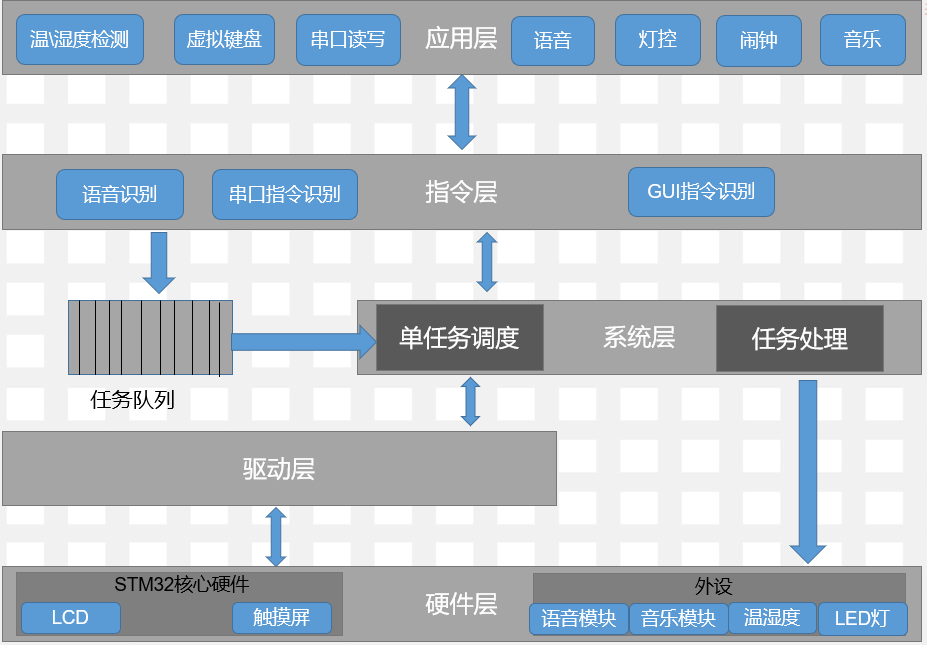 温\湿度检测
虚拟键盘
串口读写
应用层
语音
灯控
闹钟
音乐
语音识别
串口指令识别
指令层
GUI指令识别
单任务调度
系统层
任务处理
任务队列
驱动层
STM32核心硬件
LCD
触摸屏
硬件层
外设
语音模块
音乐模块
温湿度
LED灯